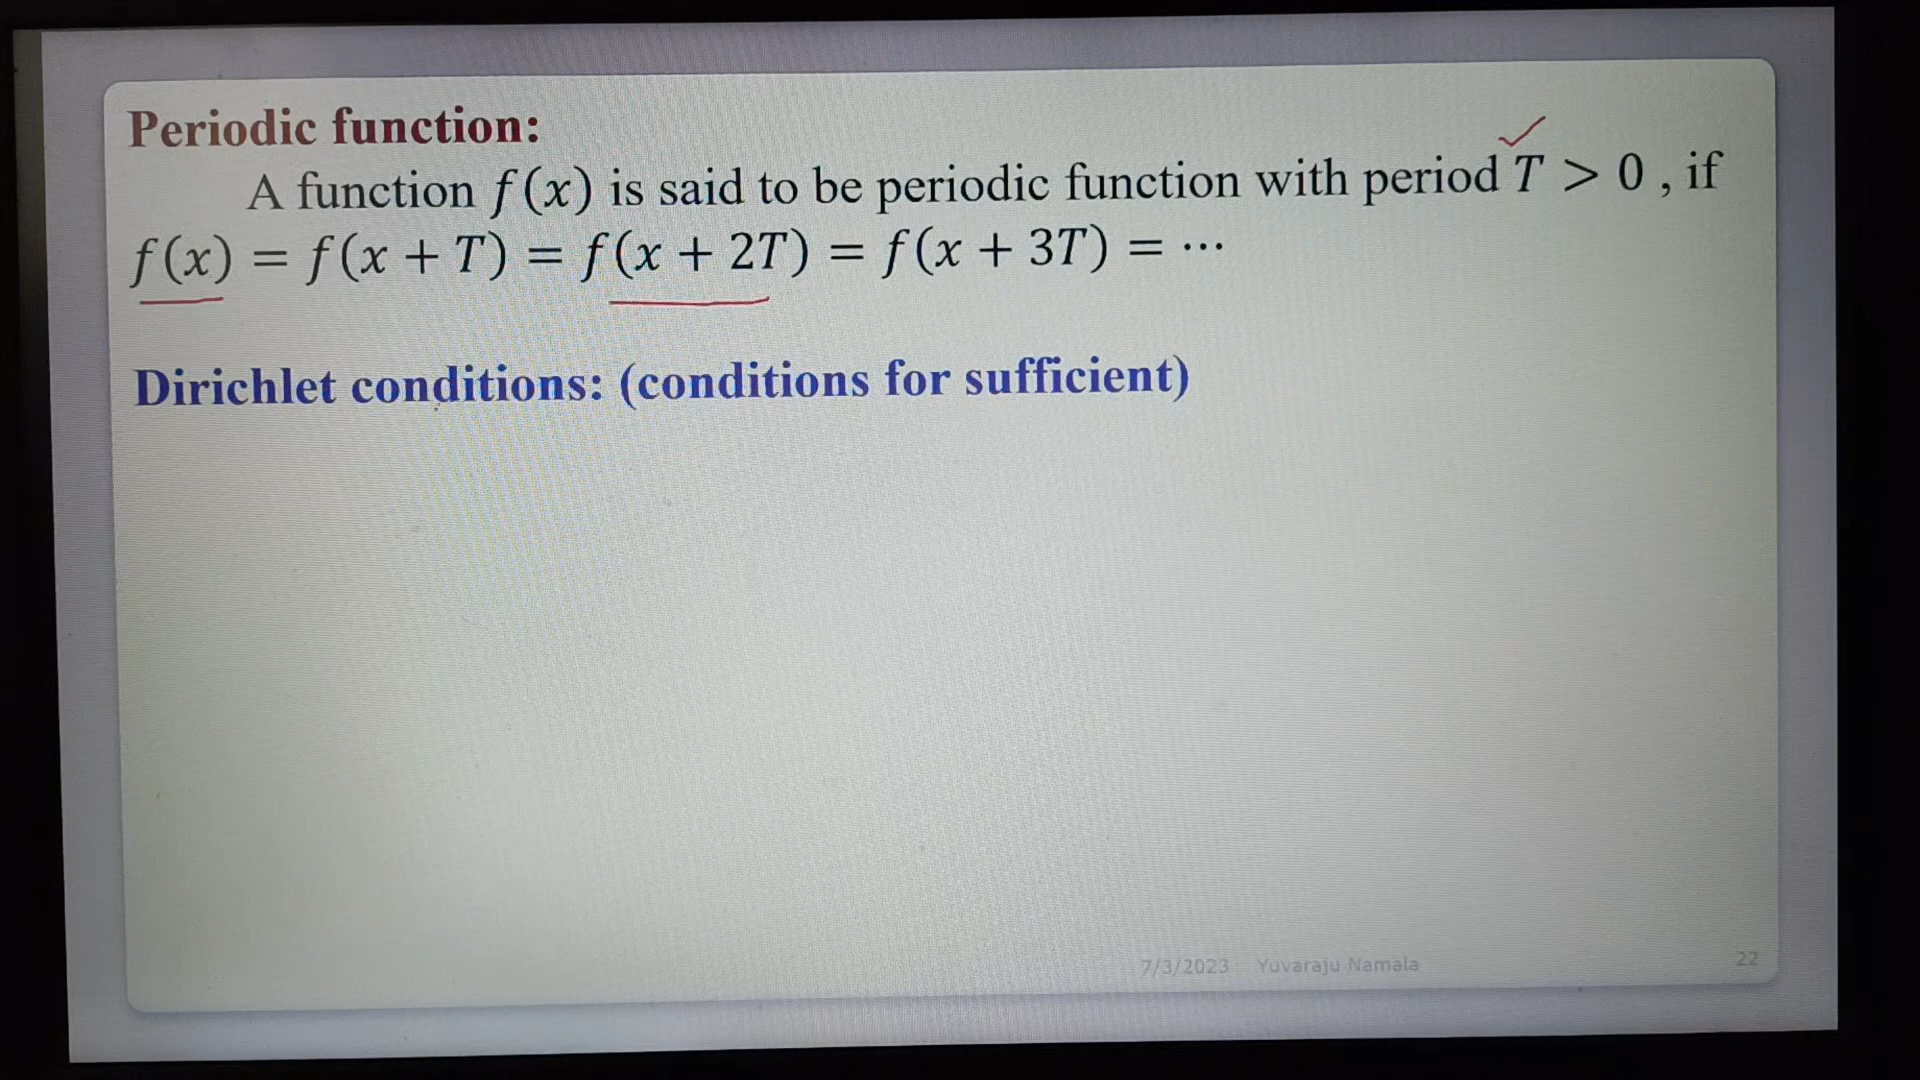 Periodic function:
A function f(x) is said to be periodic function with period T > 0 , if
f(x) = f(x + T) = f(x + 2T) = f(x + 3T) = ⋯
Dirichlet conditions: (conditions for sufficient)
7/3/2023 Yuvaraju Namala 22